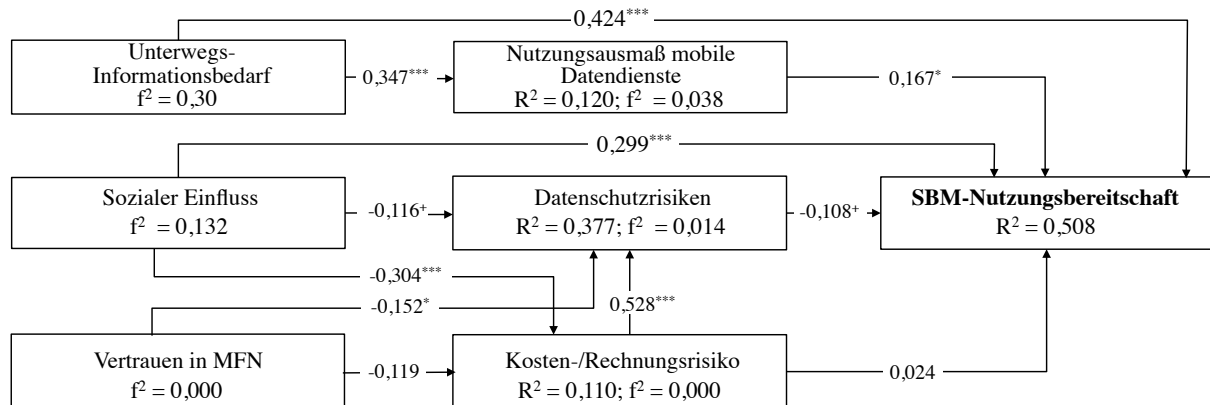 0,424***
Unterwegs-
Informationsbedarf
f² = 0,30
0,347***
Nutzungsausmaß mobile
Datendienste
R² = 0,120; f² = 0,038
0,167*
0,299***
Sozialer Einfluss
f² = 0,132
-0,116+
Datenschutzrisiken
R² = 0,377; f² = 0,014
-0,108+
SBM-Nutzungsbereitschaft
R² = 0,508
-0,304***
-0,152*
0,528***
Vertrauen in MFN
f² = 0,000
-0,119
Kosten-/Rechnungsrisiko
R² = 0,110; f² = 0,000
0,024